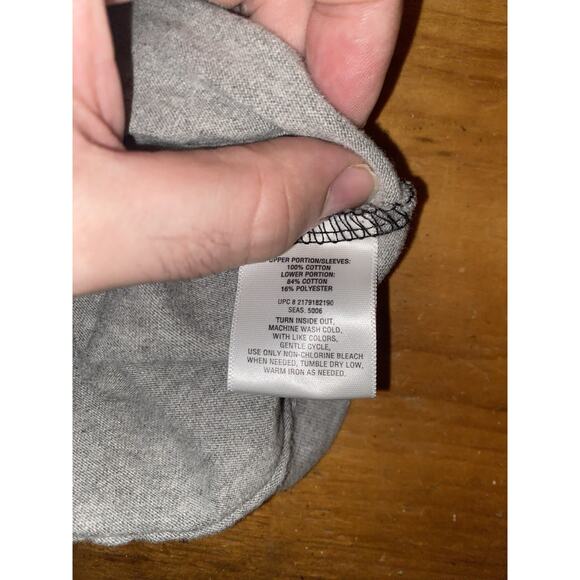 UPPER PORTION/SLEEVES:
100% COTTON
LOWER PORTION:
84% COTTON
16% POLYESTER
UPC # 2179182190
SEAS. 5006
TURN INSIDE OUT,
MACHINE WASH COLD,
WITH LIKE COLORS,
GENTLE CYCLE,
USE ONLY NON-CHLORINE BLEACH
WHEN NEEDED, TUMBLE DRY LOW,
WARM IRON AS NEEDED.